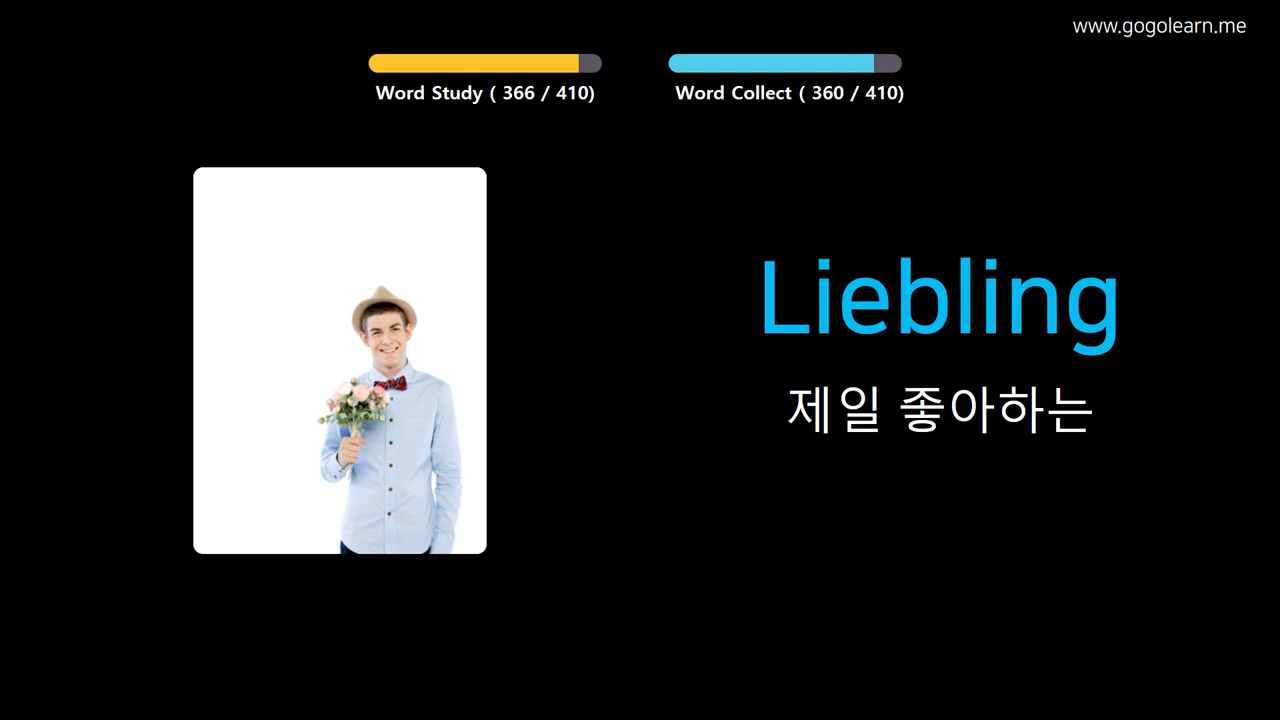 www.gogolearn.me
Word Study ( 366 / 410)
Word Collect ( 360 / 410)
Liebling
제일 좋아하는